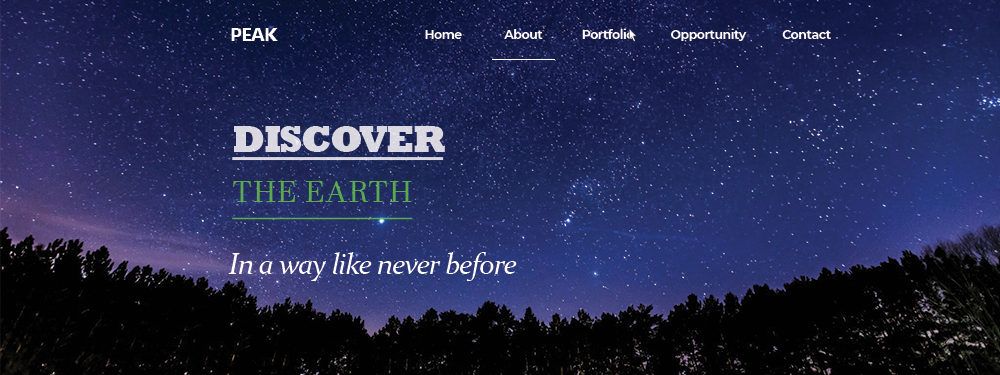 PEAK
Home About Portfolio Opportunity Contact
DISCOVER
THE EARTH
In a way like never before